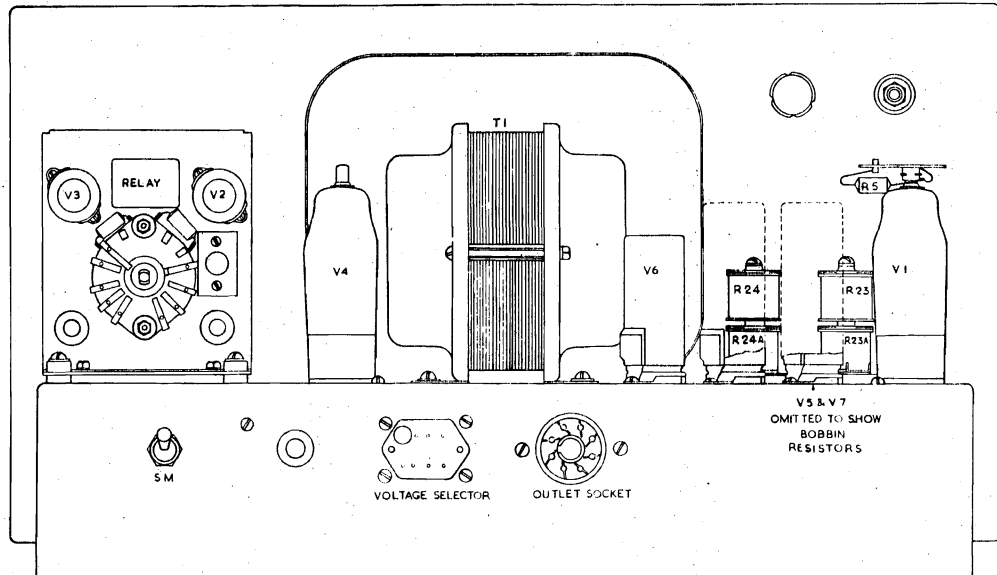 T1
RELAY
V3
V2
R5
V4
V6
V1
R24
R23
R24A
R23A
V5 & V7
OMITTED TO SHOW
BOBBIN
RESISTORS
SM
VOLTAGE SELECTOR
OUTLET SOCKET